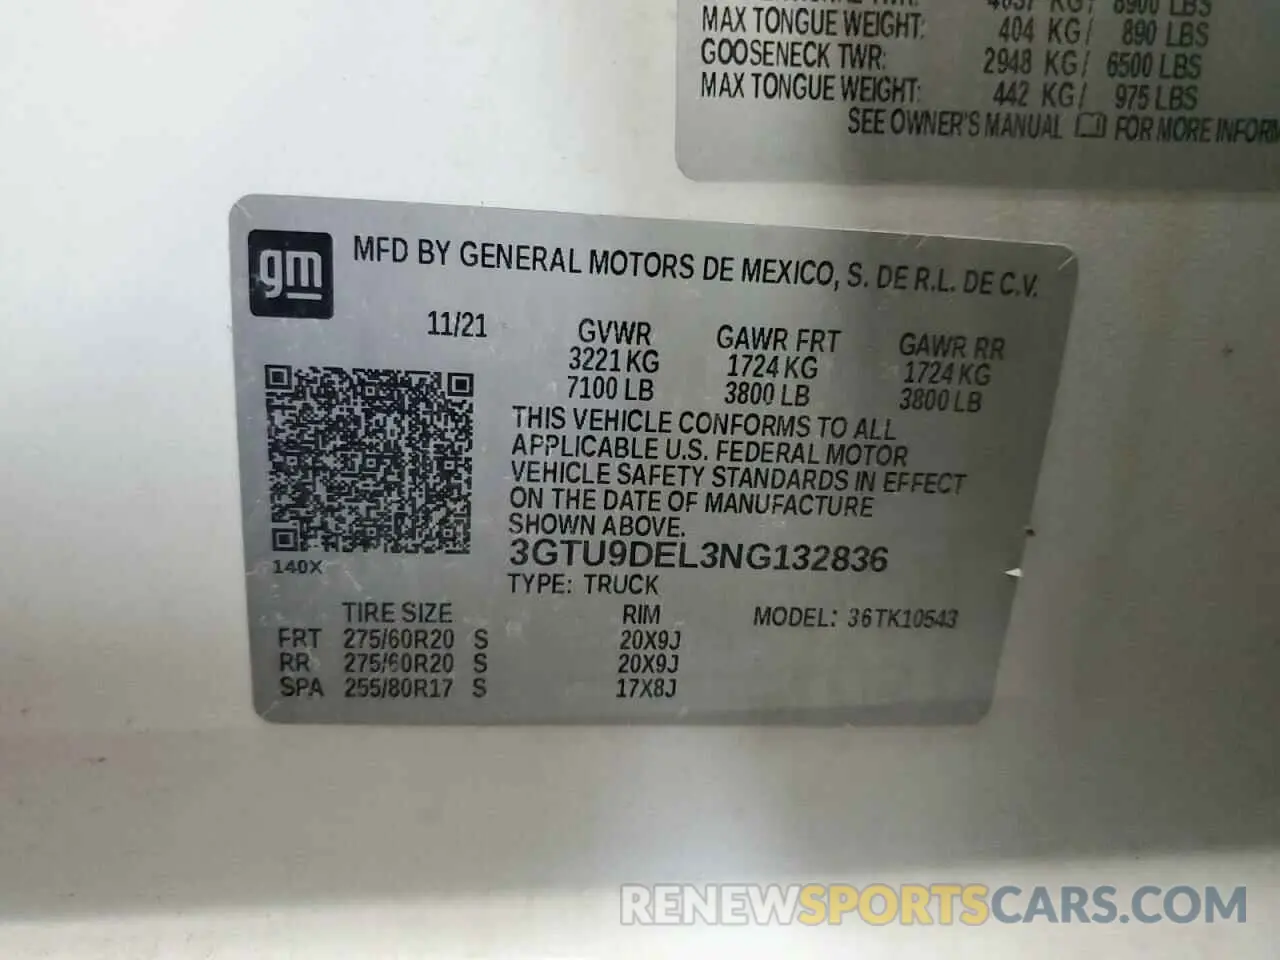 8900 LBS
MAX TONGUE WEIGHT: 404 KG/ 890 LBS
GOOSENECK TWR: 2948 KG/ 6500 LBS
MAX TONGUE WEIGHT: 442 KG/ 975 LBS
SEE OWNER'S MANUAL FOR MORE INFORM
gm
MFD BY GENERAL MOTORS DE MEXICO, S. DE R.L. DE C.V.
11/21 GVWR GAWR FRT GAWR RR
3221 KG 1724 KG 1724 KG
7100 LB 3800 LB 3800 LB
THIS VEHICLE CONFORMS TO ALL
APPLICABLE U.S. FEDERAL MOTOR
VEHICLE SAFETY STANDARDS IN EFFECT
ON THE DATE OF MANUFACTURE
SHOWN ABOVE.
3GTU9DEL3NG132836
140X
TYPE: TRUCK
TIRE SIZE RIM MODEL: 36TK10543
FRT 275/60R20 S 20X9J
RR 275/60R20 S 20X9J
SPA 255/80R17 S 17X8J
RENEWSPORTSCARS.COM